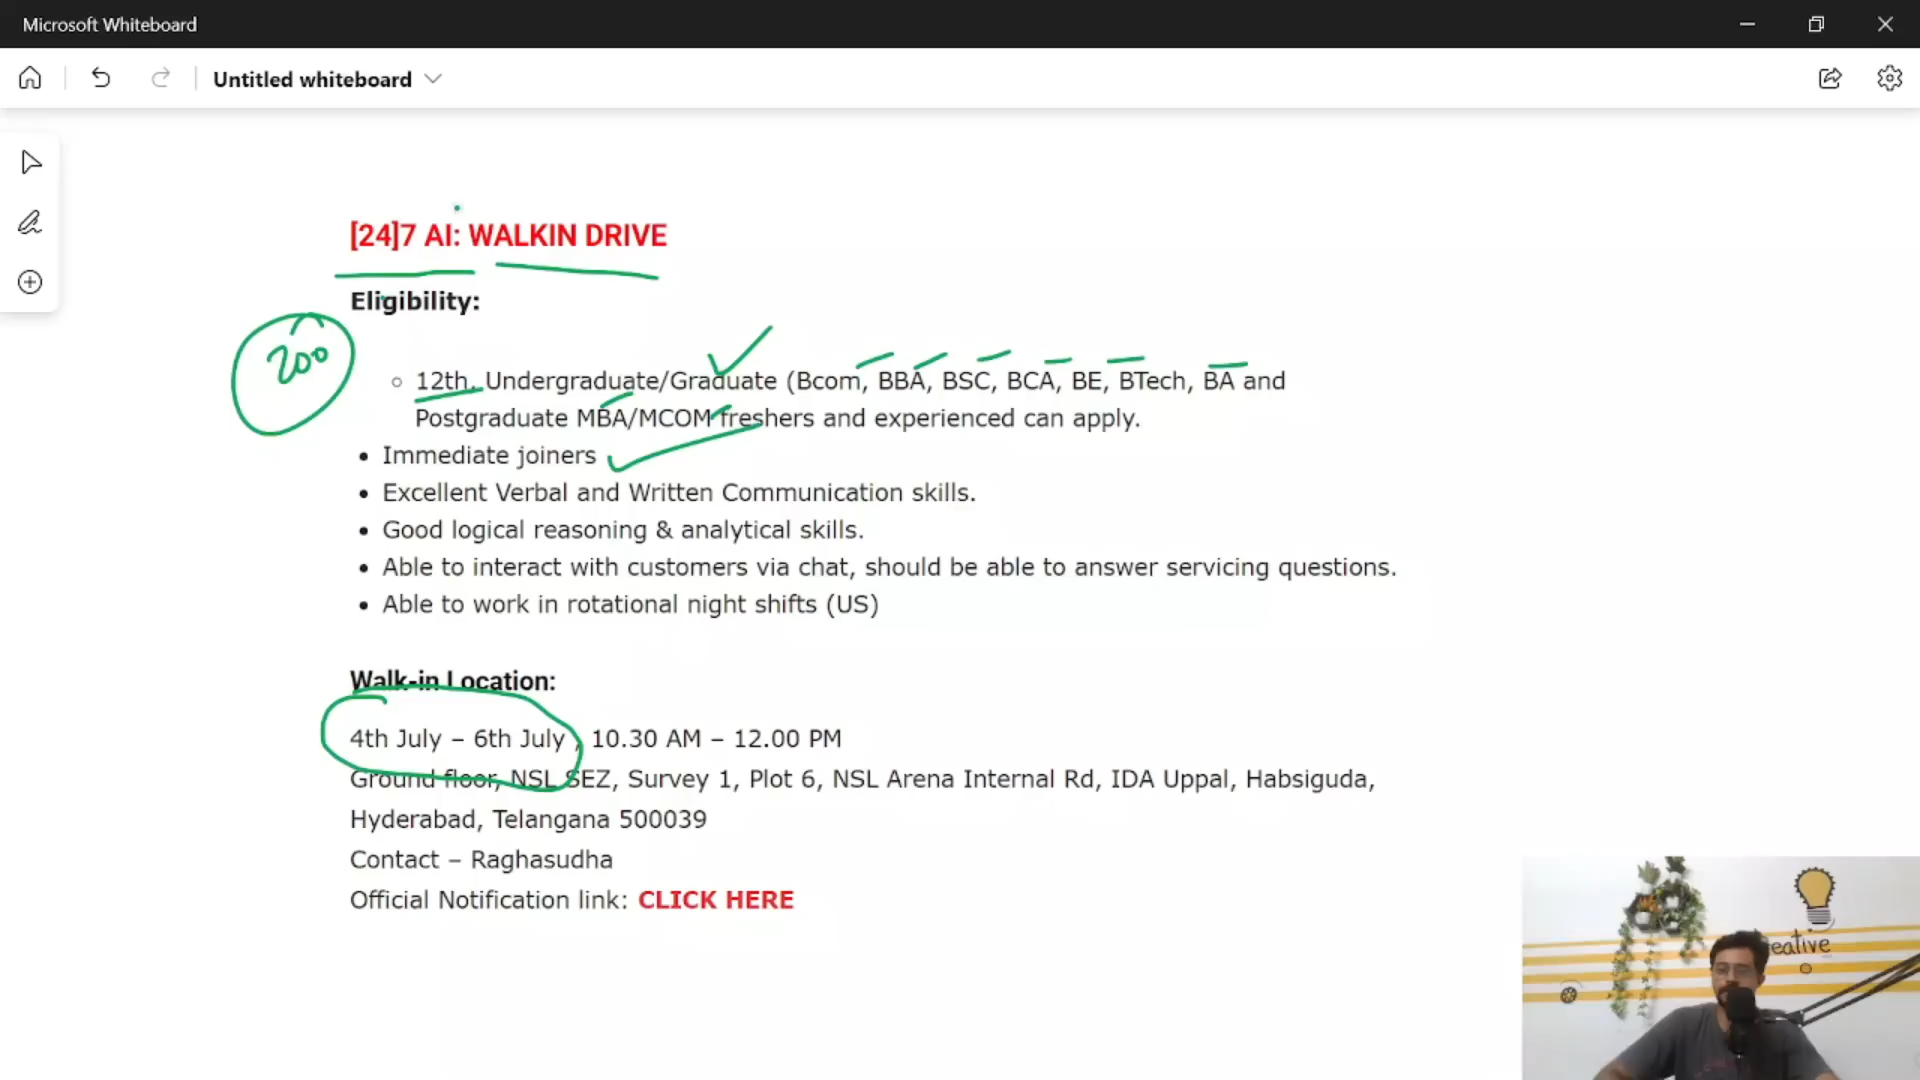 Microsoft Whiteboard
Untitled whiteboard
[24]7 AI: WALKIN DRIVE
Eligibility:
200
12th, Undergraduate/Graduate (Bcom, BBA, BSC, BCA, BE, BTech, BA and
Postgraduate MBA/MCOM freshers and experienced can apply.
Immediate joiners
Excellent Verbal and Written Communication skills.
Good logical reasoning & analytical skills.
Able to interact with customers via chat, should be able to answer servicing questions.
Able to work in rotational night shifts (US)
Walk-in Location:
4th July – 6th July , 10.30 AM – 12.00 PM
Ground floor, NSL SEZ, Survey 1, Plot 6, NSL Arena Internal Rd, IDA Uppal, Habsiguda,
Hyderabad, Telangana 500039
Contact – Raghasudha
Official Notification link: CLICK HERE